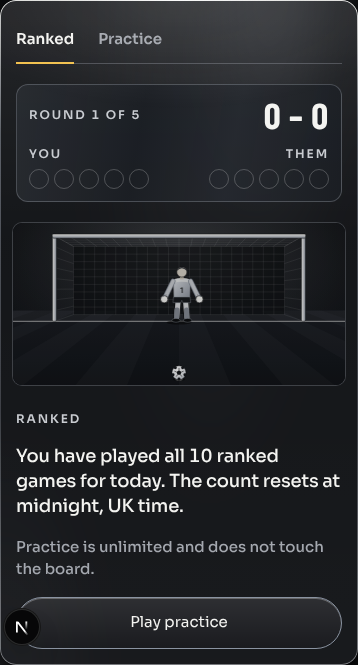 Ranked Practice
ROUND 1 OF 5 0 - 0
YOU THEM
1
RANKED
You have played all 10 ranked
games for today. The count resets at
midnight, UK time.
Practice is unlimited and does not touch
the board.
N Play practice